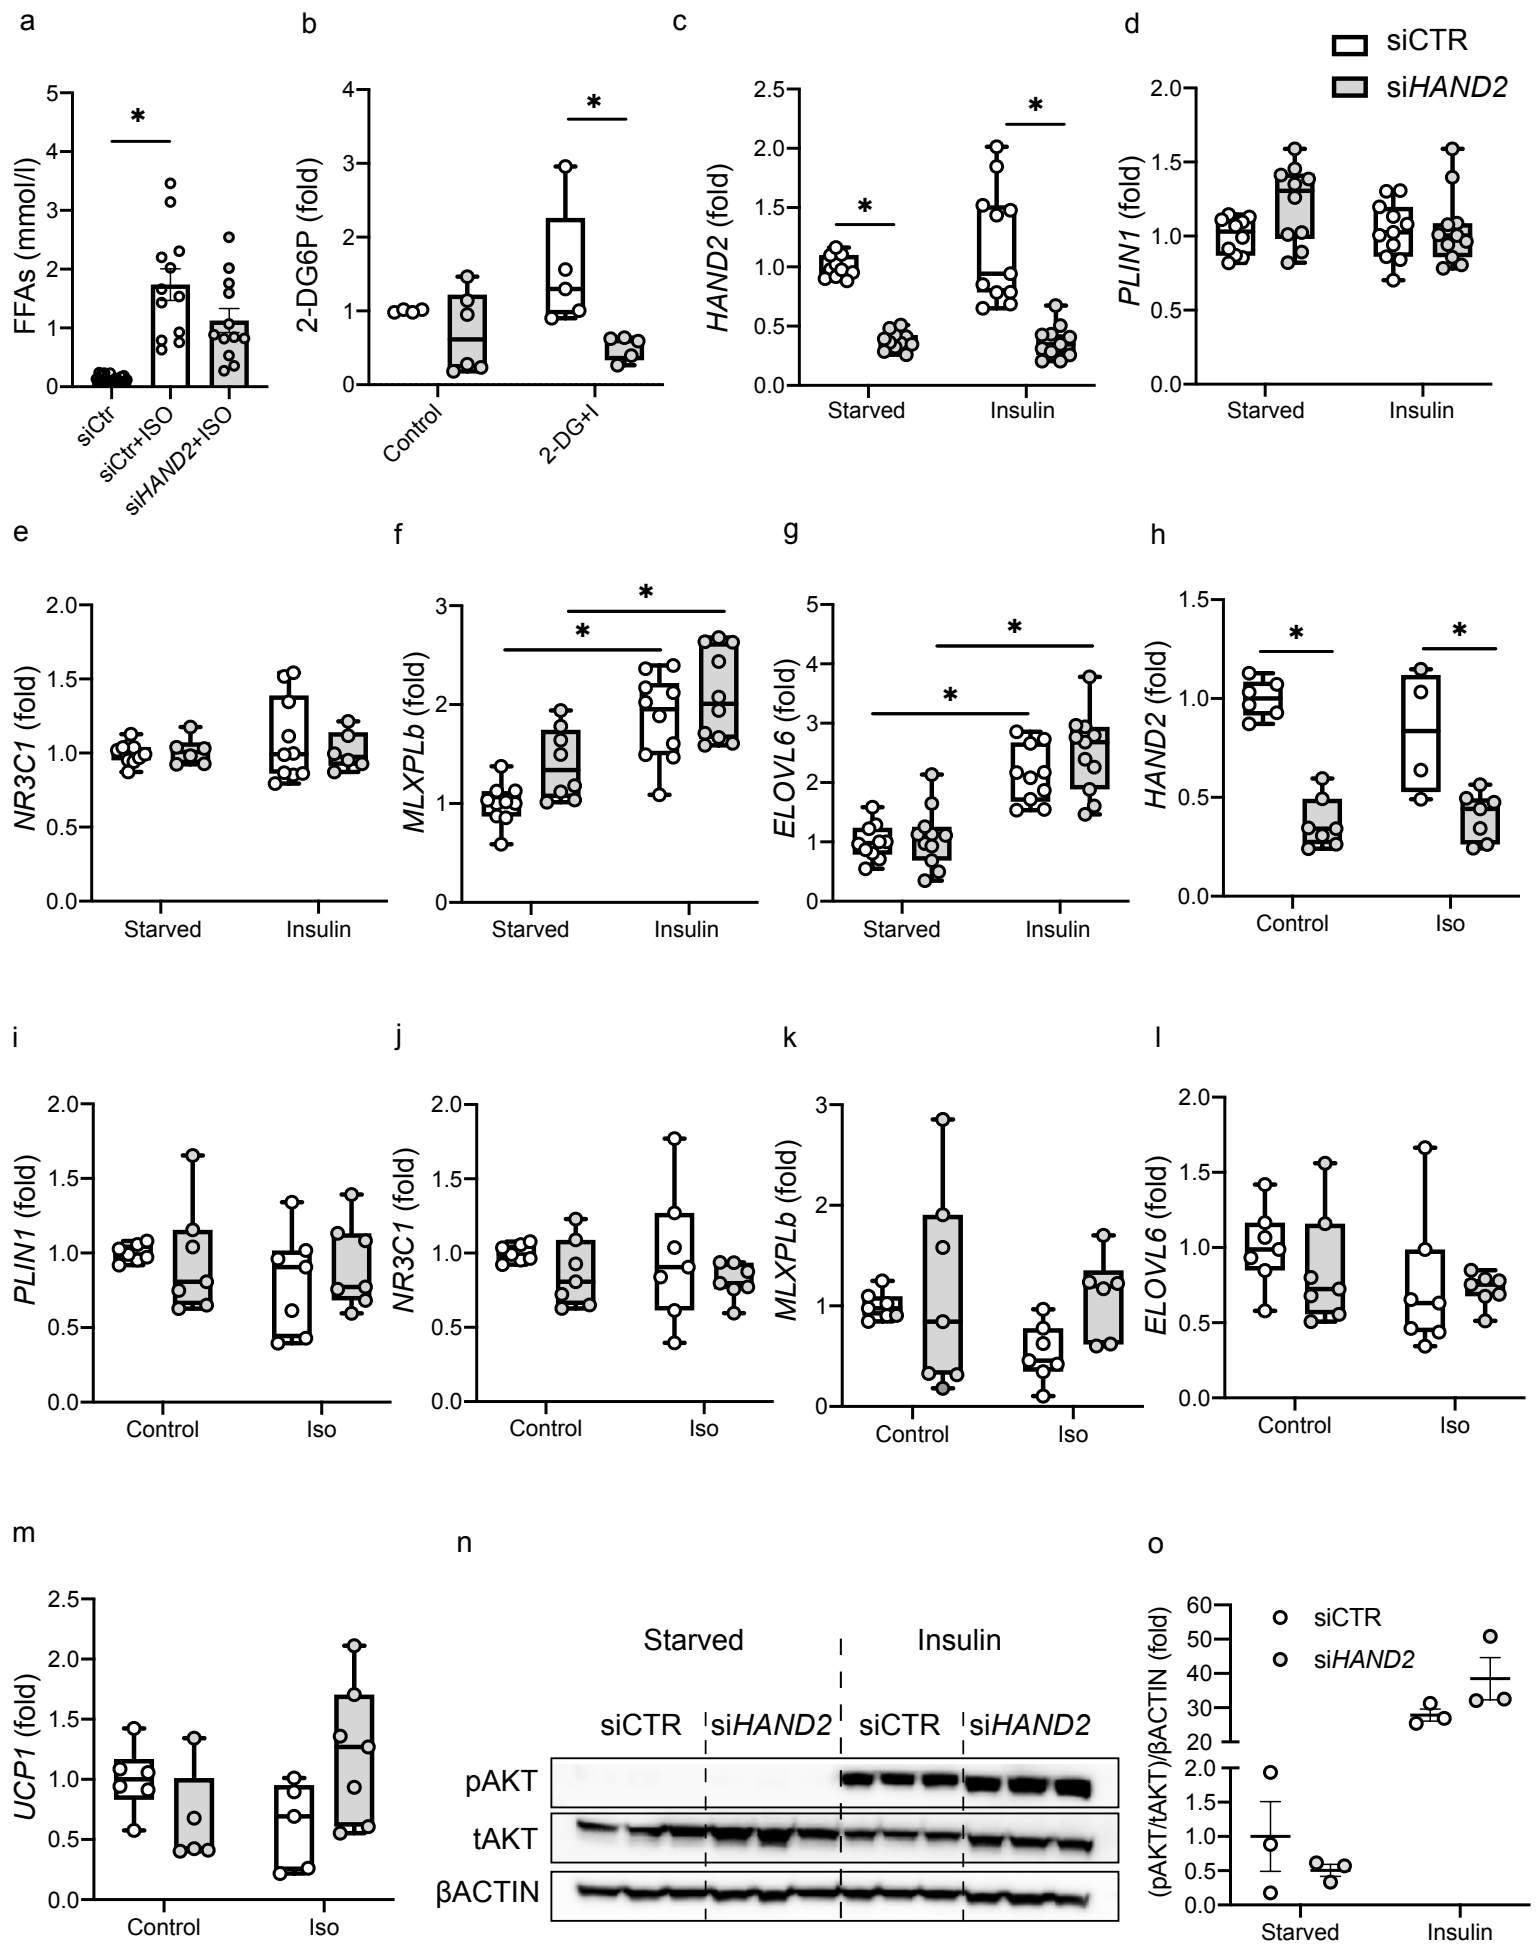 a
FFAs (mmol/l)
5
4
3
2
1
0
*
siCtr
siCtr+ISO
siHAND2+ISO
b
2-DG6P (fold)
4
3
2
1
0
*
Control
2-DG+I
c
HAND2 (fold)
2.5
2.0
1.5
1.0
0.5
0.0
*
*
Starved
Insulin
d
siCTR
siHAND2
PLIN1 (fold)
2.0
1.5
1.0
0.5
0.0
Starved
Insulin
e
NR3C1 (fold)
2.0
1.5
1.0
0.5
0.0
Starved
Insulin
f
MLXPLb (fold)
3
2
1
0
*
*
Starved
Insulin
g
ELOVL6 (fold)
5
4
3
2
1
0
*
*
Starved
Insulin
h
HAND2 (fold)
1.5
1.0
0.5
0.0
*
*
Control
Iso
i
PLIN1 (fold)
2.0
1.5
1.0
0.5
0.0
Control
Iso
j
NR3C1 (fold)
2.0
1.5
1.0
0.5
0.0
Control
Iso
k
MLXPLb (fold)
3
2
1
0
Control
Iso
l
ELOVL6 (fold)
2.0
1.5
1.0
0.5
0.0
Control
Iso
m
UCP1 (fold)
2.5
2.0
1.5
1.0
0.5
0.0
Control
Iso
n
Starved
Insulin
siCTR
siHAND2
siCTR
siHAND2
pAKT
tAKT
βACTIN
o
(pAKT/tAKT)/βACTIN (fold)
60
50
40
30
20
2.0
1.5
1.0
0.5
0.0
siCTR
siHAND2
Starved
Insulin